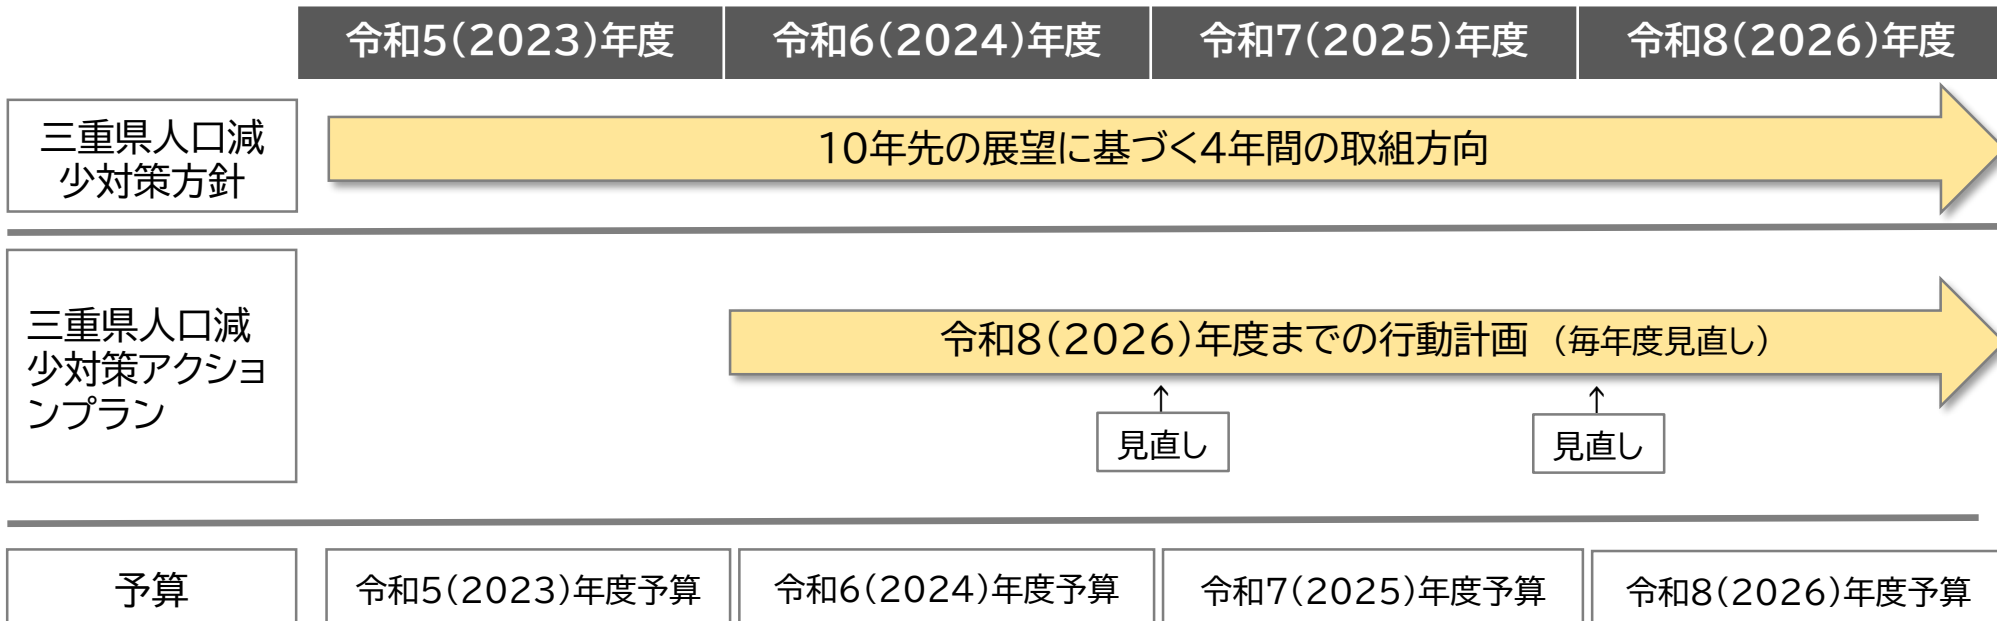 令和5(2023)年度
令和6(2024)年度
令和7(2025)年度
令和8(2026)年度
三重県人口減
少対策方針
10年先の展望に基づく4年間の取組方向
三重県人口減
少対策アクショ
ンプラン
令和8(2026)年度までの行動計画 (毎年度見直し)
↑
見直し
↑
見直し
予算
令和5(2023)年度予算
令和6(2024)年度予算
令和7(2025)年度予算
令和8(2026)年度予算